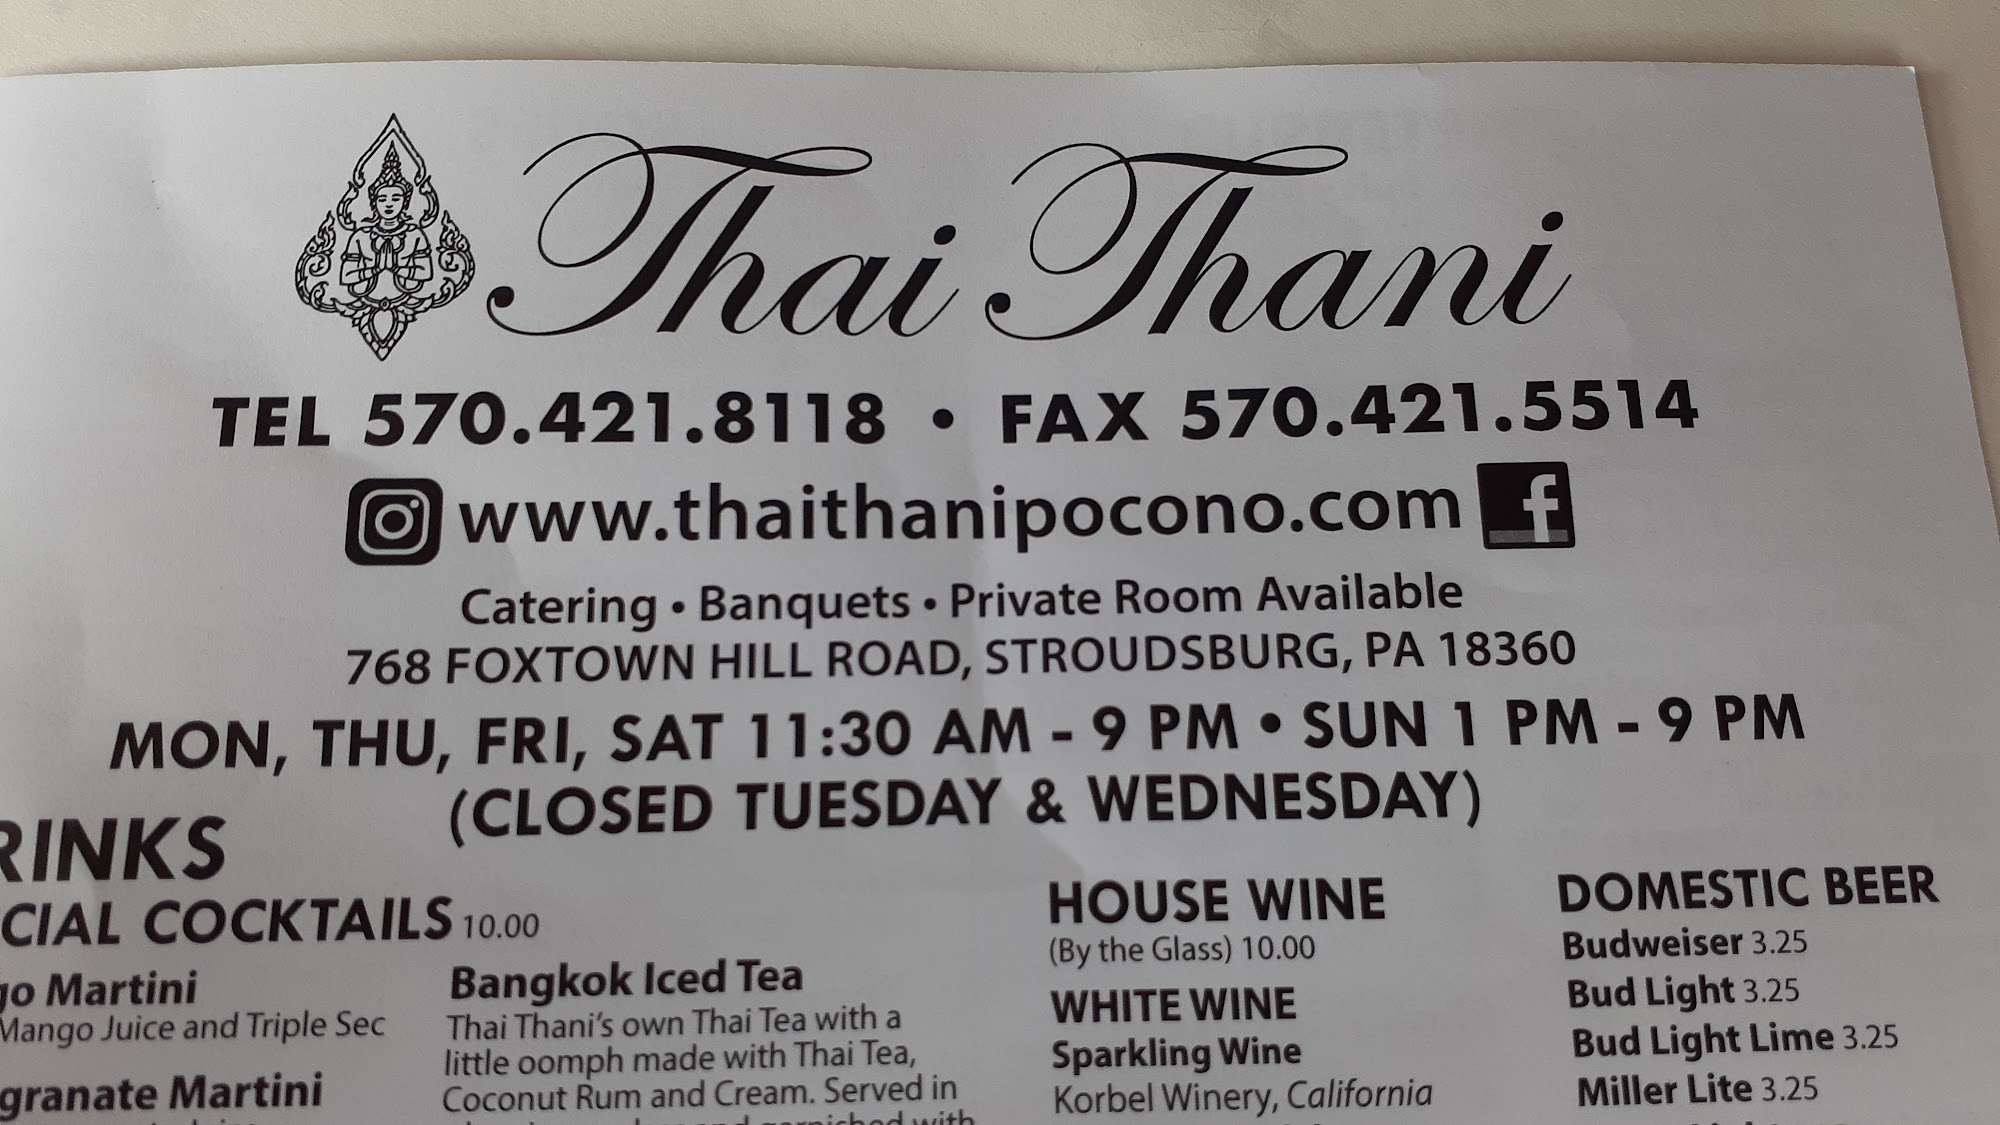 Thai Thani
TEL 570.421.8118 • FAX 570.421.5514
www.thaithanipocono.com f
Catering • Banquets • Private Room Available
768 FOXTOWN HILL ROAD, STROUDSBURG, PA 18360
MON, THU, FRI, SAT 11:30 AM - 9 PM • SUN 1 PM - 9 PM
(CLOSED TUESDAY & WEDNESDAY)
RINKS
CIAL COCKTAILS 10.00
go Martini
Mango Juice and Triple Sec
granate Martini
Bangkok Iced Tea
Thai Thani's own Thai Tea with a
little oomph made with Thai Tea,
Coconut Rum and Cream. Served in
garnished with
HOUSE WINE
(By the Glass) 10.00
WHITE WINE
Sparkling Wine
Korbel Winery, California
DOMESTIC BEER
Budweiser 3.25
Bud Light 3.25
Bud Light Lime 3.25
Miller Lite 3.25